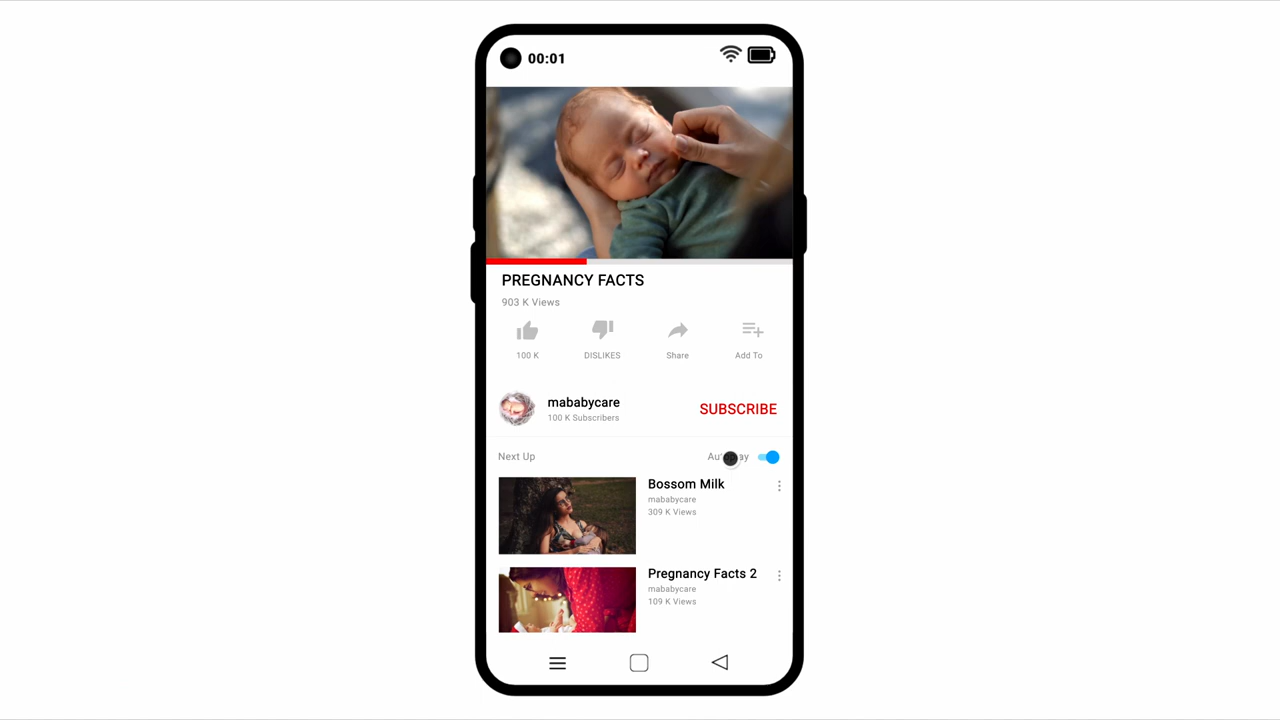 00:01
PREGNANCY FACTS
903 K Views
100 K
DISLIKES
Share
Add To
mababycare
100 K Subscribers
SUBSCRIBE
Next Up
Bossom Milk
mababycare
309 K Views
Pregnancy Facts 2
mababycare
109 K Views